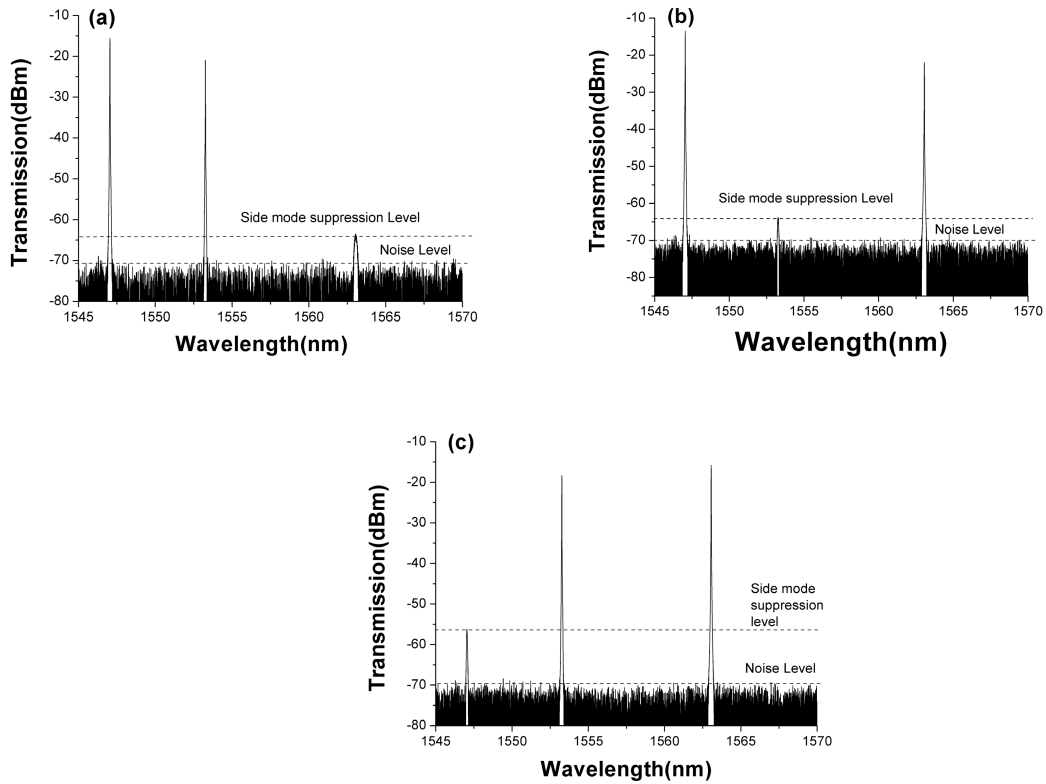 (a)
-10
-20
-30
-40
-50
-60
-70
-80
Transmission(dBm)
Side mode suppression Level
Noise Level
1545 1550 1555 1560 1565 1570
Wavelength(nm)
(b)
-10
-20
-30
-40
-50
-60
-70
-80
Transmission(dBm)
Side mode suppression Level
Noise Level
1545 1550 1555 1560 1565 1570
Wavelength(nm)
(c)
-10
-20
-30
-40
-50
-60
-70
-80
Transmission(dBm)
Side mode
suppression
level
Noise Level
1545 1550 1555 1560 1565 1570
Wavelength(nm)